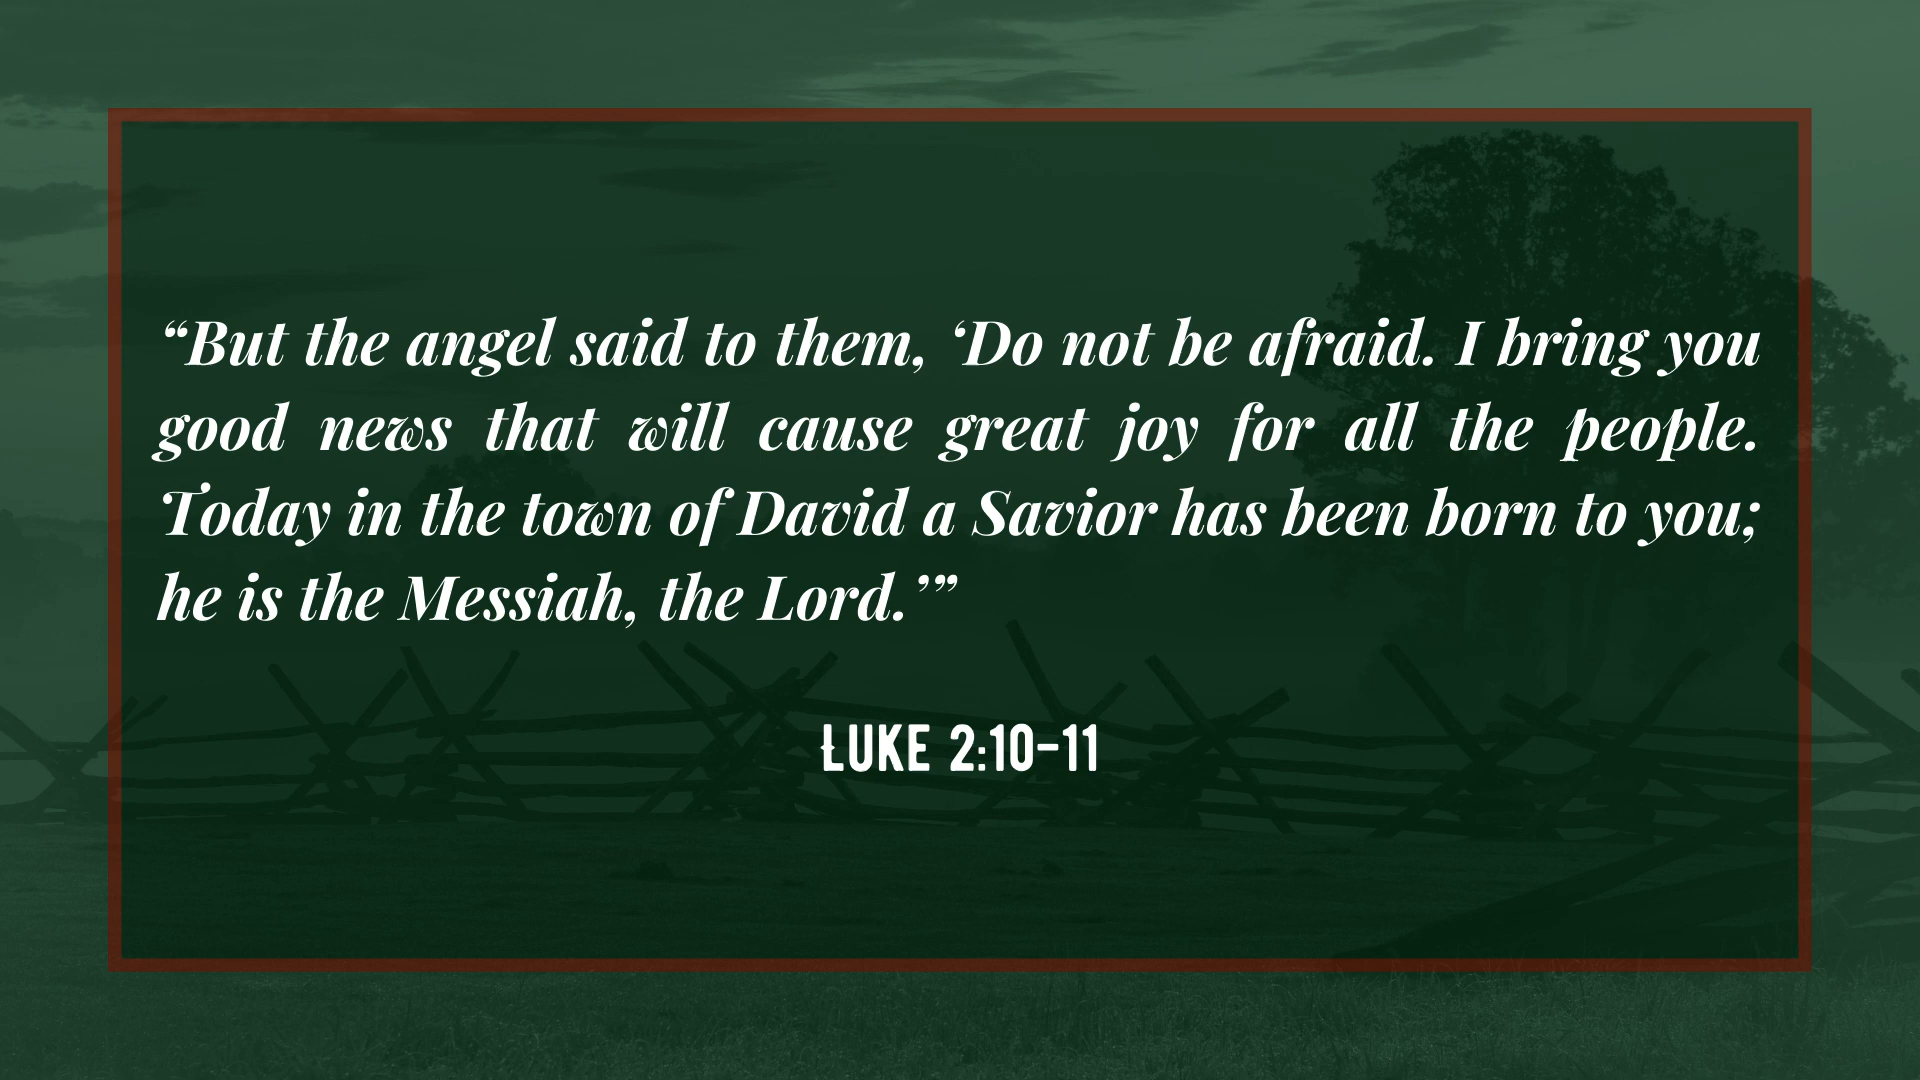 “But the angel said to them, ‘Do not be afraid. I bring you
good news that will cause great joy for all the people.
Today in the town of David a Savior has been born to you;
he is the Messiah, the Lord.’”
LUKE 2:10-11